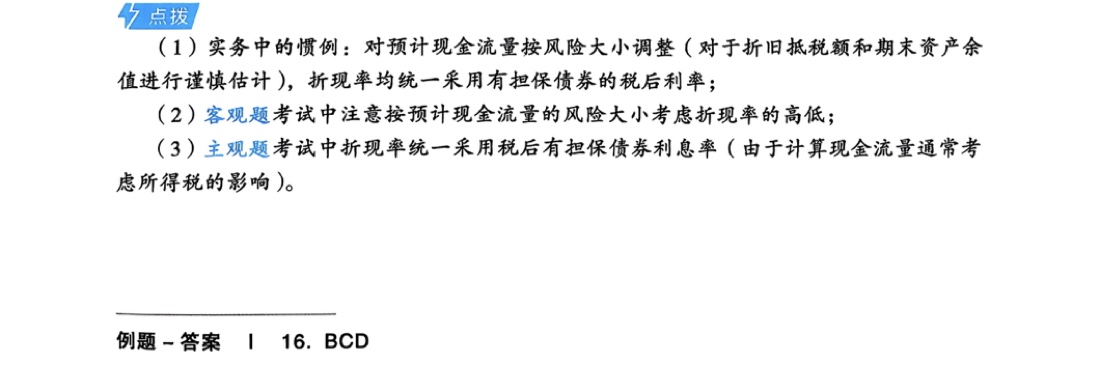 点拨
（1）实务中的惯例：对预计现金流量按风险大小调整（对于折旧抵税额和期末资产余
值进行谨慎估计），折现率均统一采用有担保债券的税后利率；
（2）客观题考试中注意按预计现金流量的风险大小考虑折现率的高低；
（3）主观题考试中折现率统一采用税后有担保债券利息率（由于计算现金流量通常考
虑所得税的影响）。
例题－答案 | 16. BCD